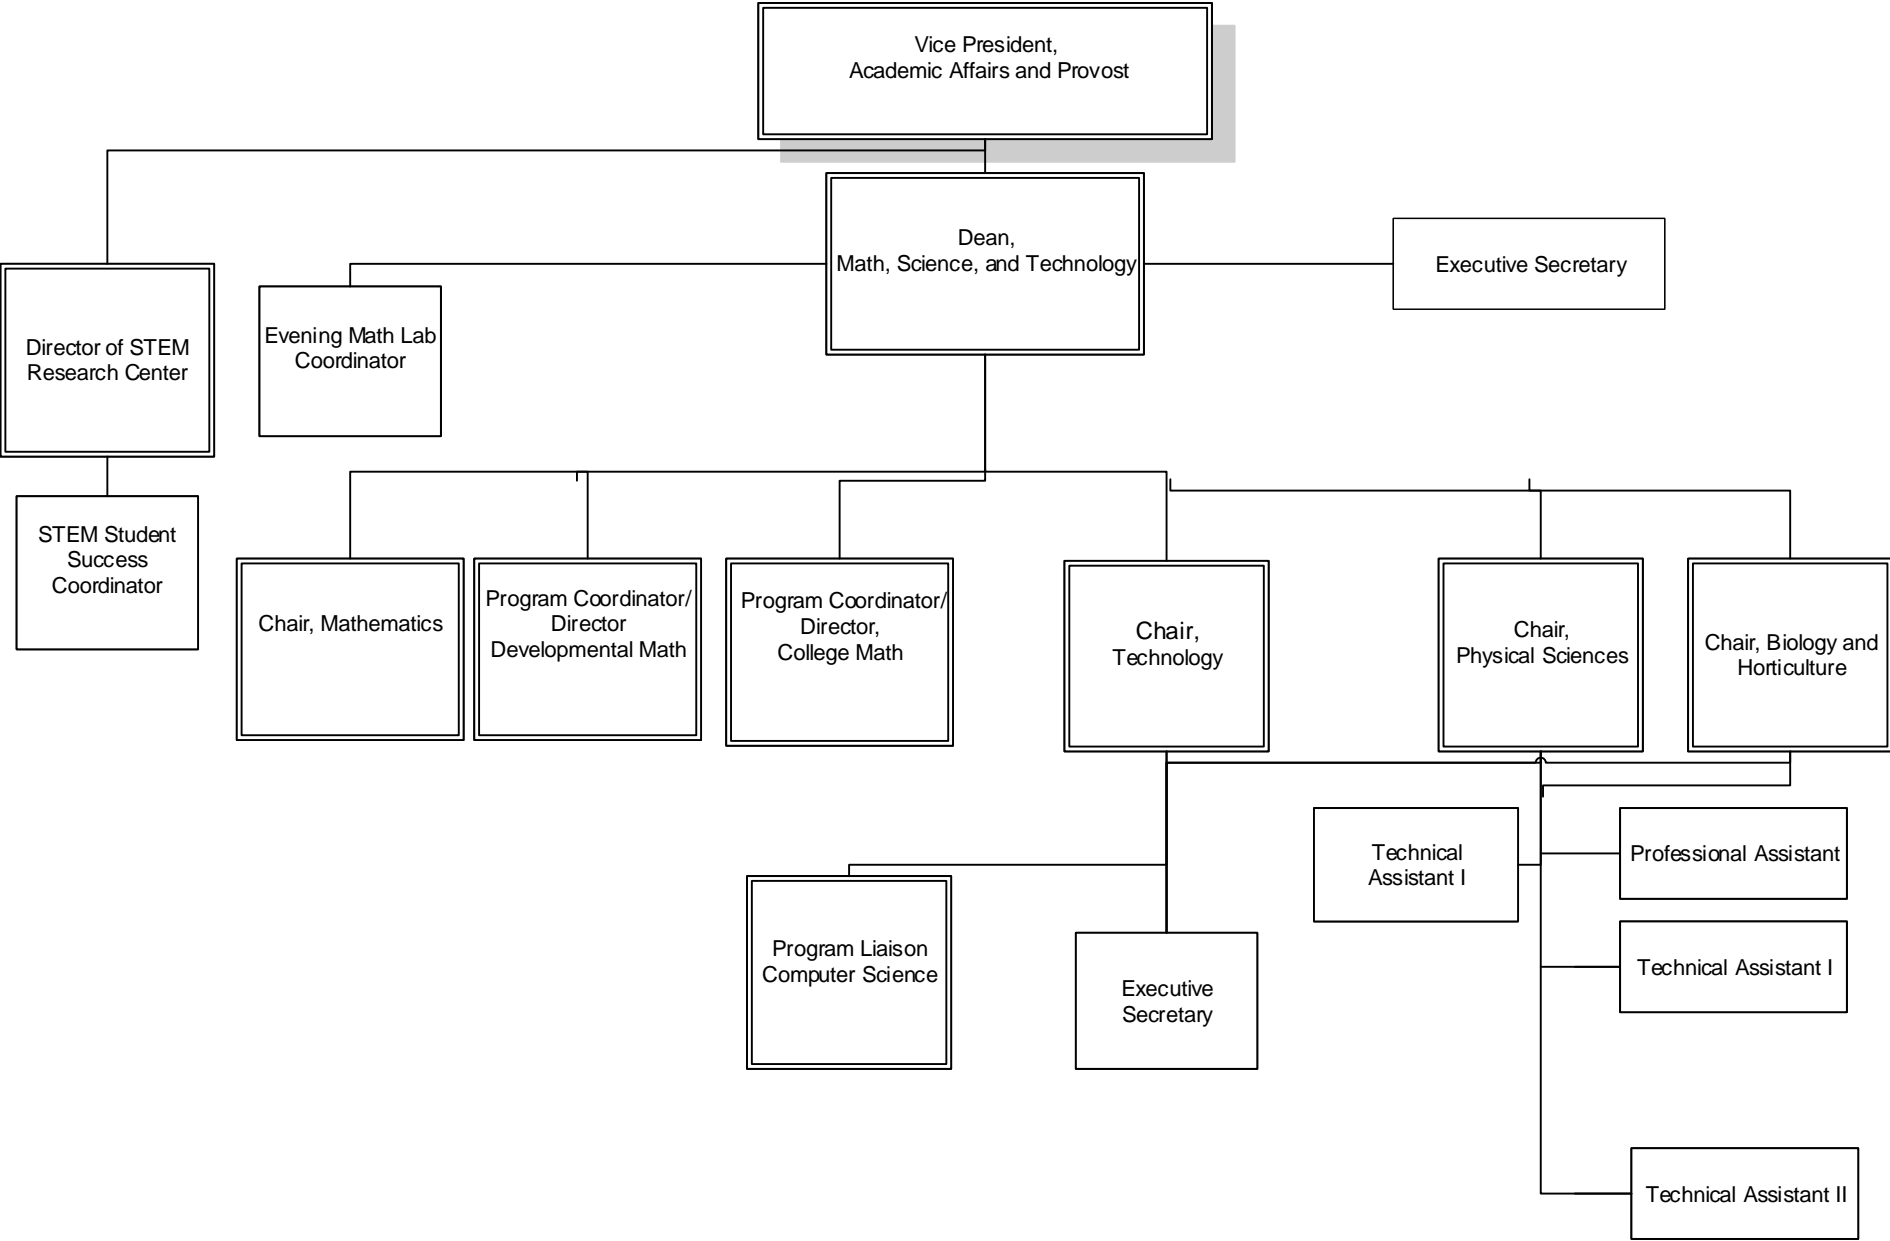 Vice President,
Academic Affairs and Provost
Dean,
Math, Science, and Technology
Executive Secretary
Director of STEM
Research Center
Evening Math Lab
Coordinator
STEM Student
Success
Coordinator
Chair, Mathematics
Program Coordinator/
Director
Developmental Math
Program Coordinator/
Director,
College Math
Chair,
Technology
Chair,
Physical Sciences
Chair, Biology and
Horticulture
Technical
Assistant I
Professional Assistant
Program Liaison
Computer Science
Executive
Secretary
Technical Assistant I
Technical Assistant II